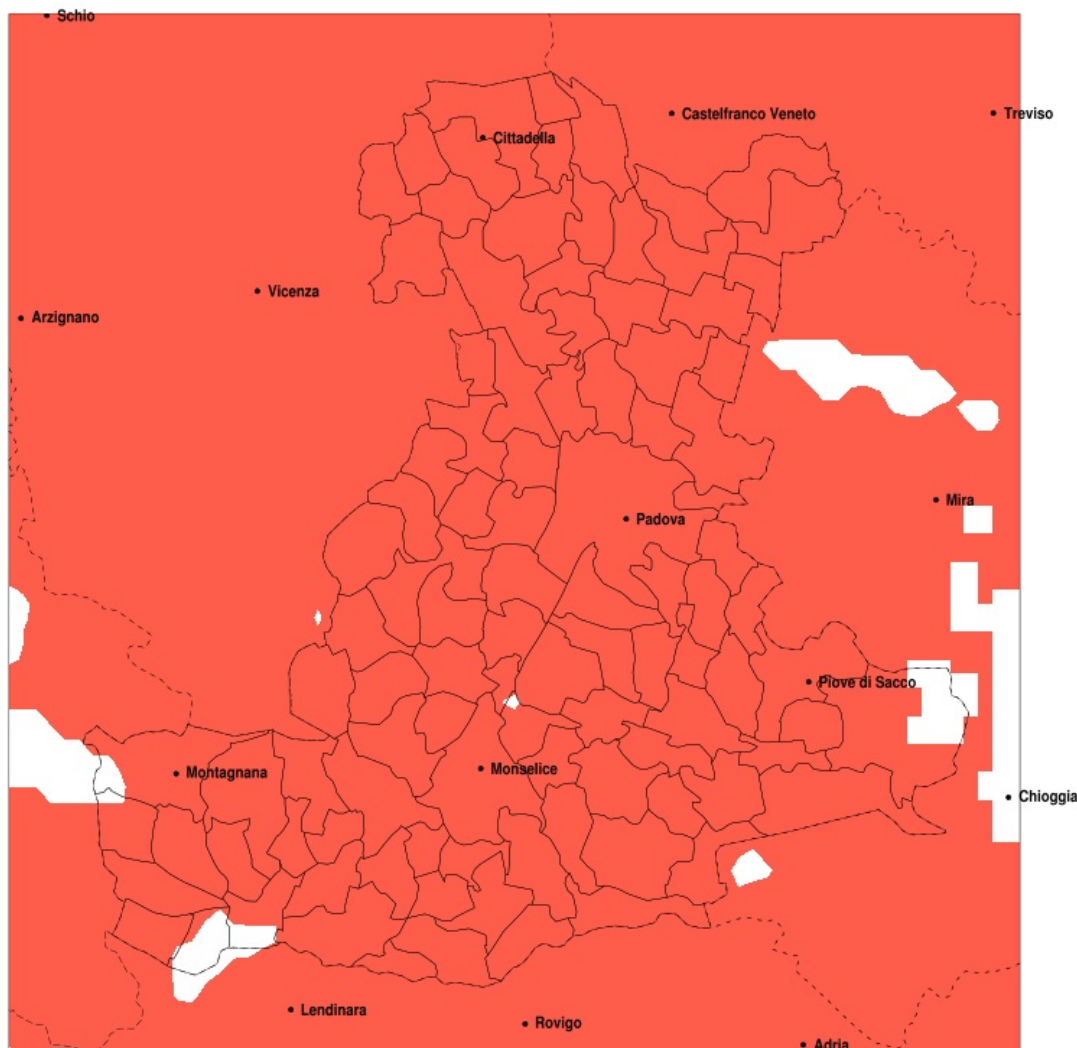 Schio
Castelfranco Veneto
Treviso
Cittadella
Vicenza
Arzignano
Mira
Padova
Piove di Sacco
Monselice
Montagnana
Chioggia
Lendinara
Rovigo
Adria